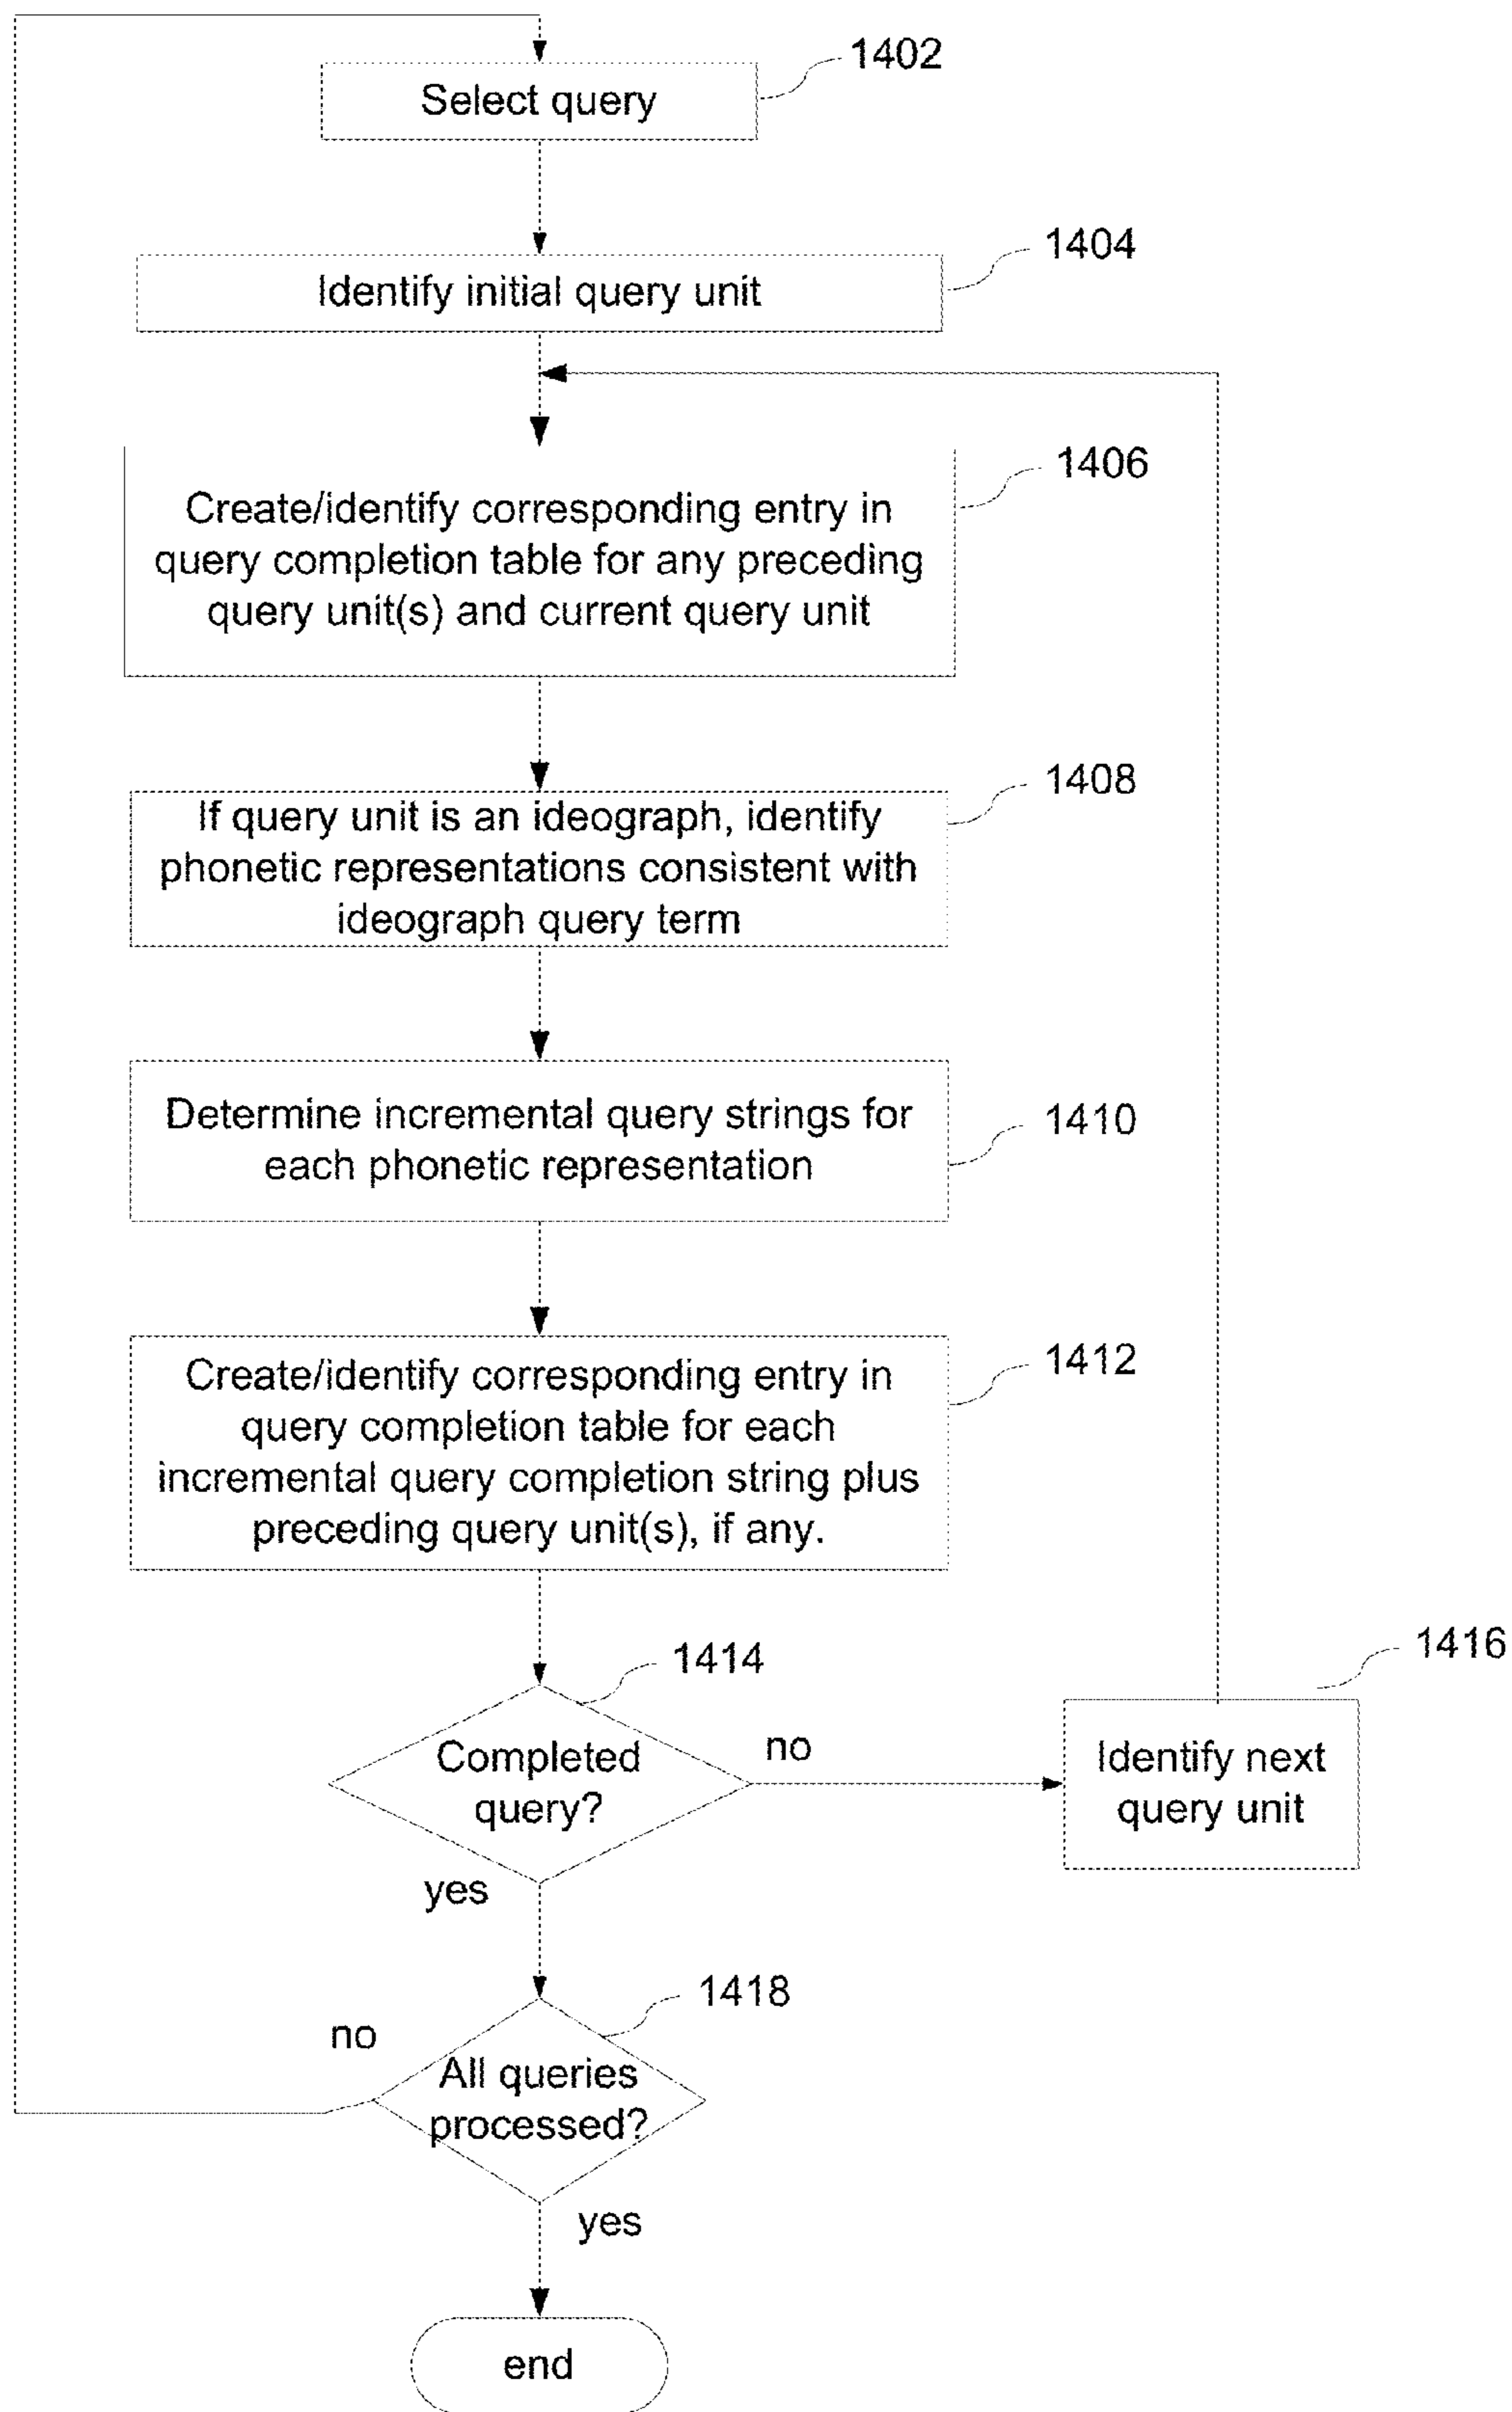 1402
Select query
1404
Identify initial query unit
1406
Create/identify corresponding entry in
query completion table for any preceding
query unit(s) and current query unit
1408
If query unit is an ideograph, identify
phonetic representations consistent with
ideograph query term
1410
Determine incremental query strings for
each phonetic representation
1412
Create/identify corresponding entry in
query completion table for each
incremental query completion string plus
preceding query unit(s), if any.
1414
1416
Completed
query?
no
Identify next
query unit
yes
1418
no
All queries
processed?
yes
end